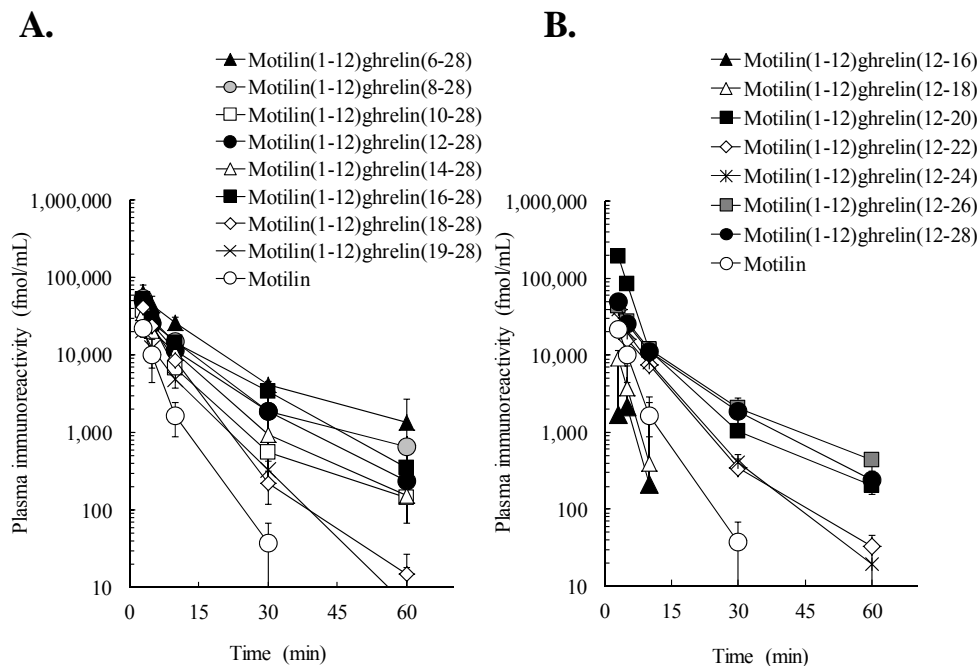 A.
Motilin(1-12)ghrelin(6-28)
Motilin(1-12)ghrelin(8-28)
Motilin(1-12)ghrelin(10-28)
Motilin(1-12)ghrelin(12-28)
Motilin(1-12)ghrelin(14-28)
Motilin(1-12)ghrelin(16-28)
Motilin(1-12)ghrelin(18-28)
Motilin(1-12)ghrelin(19-28)
Motilin
1,000,000
100,000
10,000
1,000
100
10
Plasma immunoreactivity (fmol/mL)
0 15 30 45 60
Time (min)
B.
Motilin(1-12)ghrelin(12-16)
Motilin(1-12)ghrelin(12-18)
Motilin(1-12)ghrelin(12-20)
Motilin(1-12)ghrelin(12-22)
Motilin(1-12)ghrelin(12-24)
Motilin(1-12)ghrelin(12-26)
Motilin(1-12)ghrelin(12-28)
Motilin
1,000,000
100,000
10,000
1,000
100
10
Plasma immunoreactivity (fmol/mL)
0 15 30 45 60
Time (min)